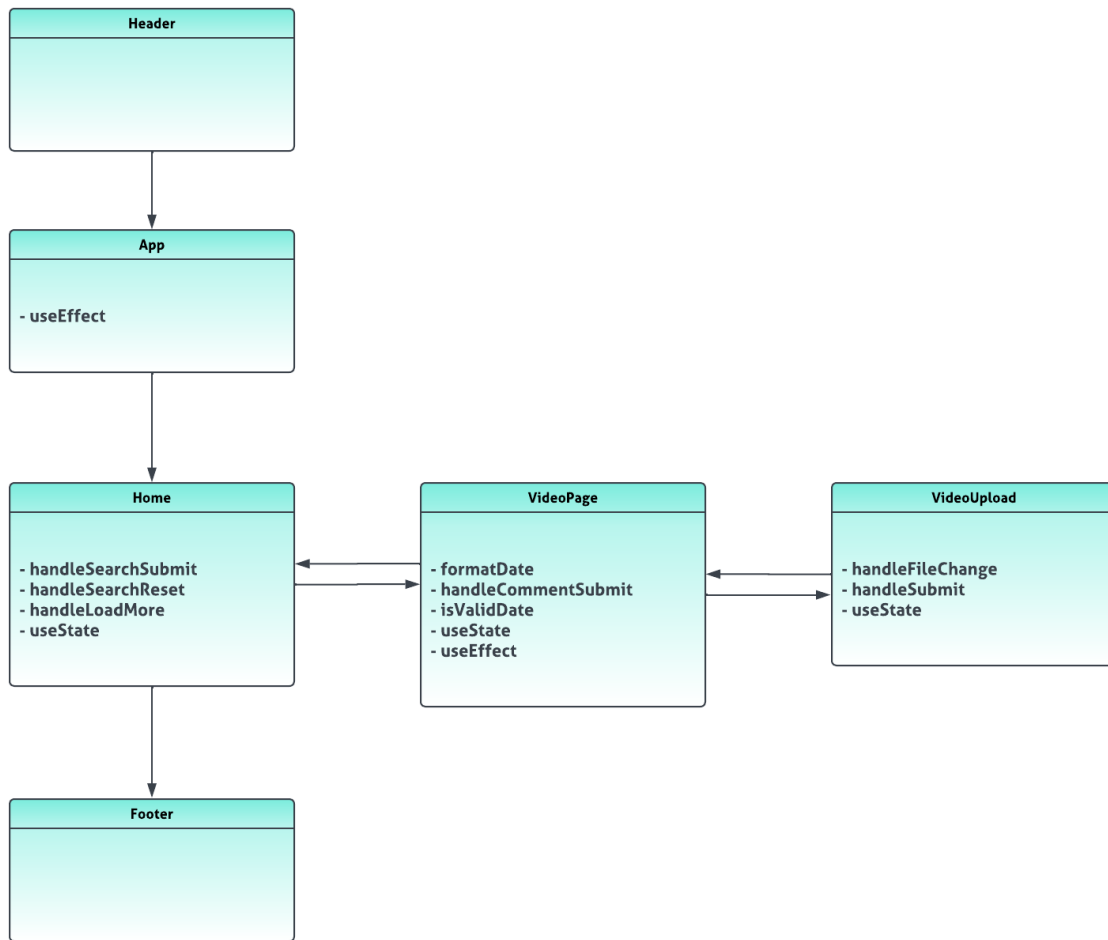 Header
App
- useEffect
Home
- handleSearchSubmit
- handleSearchReset
- handleLoadMore
- useState
VideoPage
- formatDate
- handleCommentSubmit
- isValidDate
- useState
- useEffect
VideoUpload
- handleFileChange
- handleSubmit
- useState
Footer